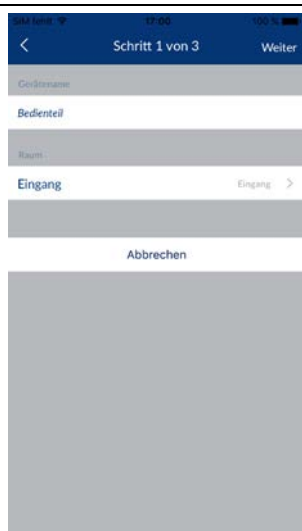 SIM fehlt 17:00 100 %
Schritt 1 von 3 Weiter
Gerätename
Bedienteil
Raum
Eingang Eingang
Abbrechen